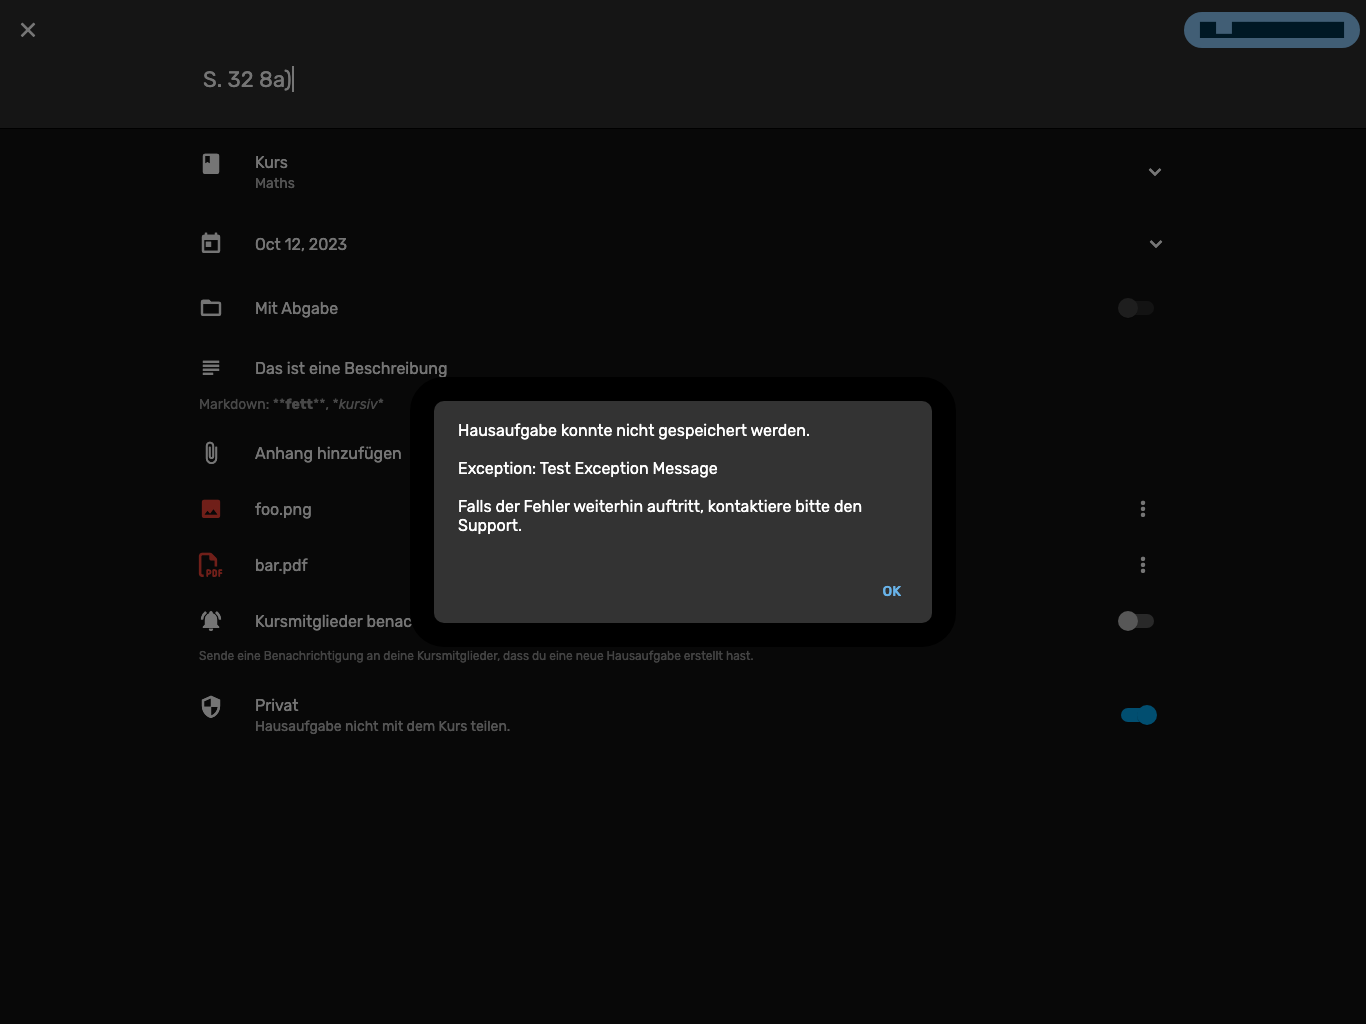 S. 32 8a)
Kurs
Maths
Oct 12, 2023
Mit Abgabe
Das ist eine Beschreibung
Markdown: **fett**, *kursiv*
Anhang hinzufügen
foo.png
bar.pdf
Kursmitglieder benac
Sende eine Benachrichtigung an deine Kursmitglieder, dass du eine neue Hausaufgabe erstellt hast.
Privat
Hausaufgabe nicht mit dem Kurs teilen.
Hausaufgabe konnte nicht gespeichert werden.
Exception: Test Exception Message
Falls der Fehler weiterhin auftritt, kontaktiere bitte den
Support.
OK
PDF